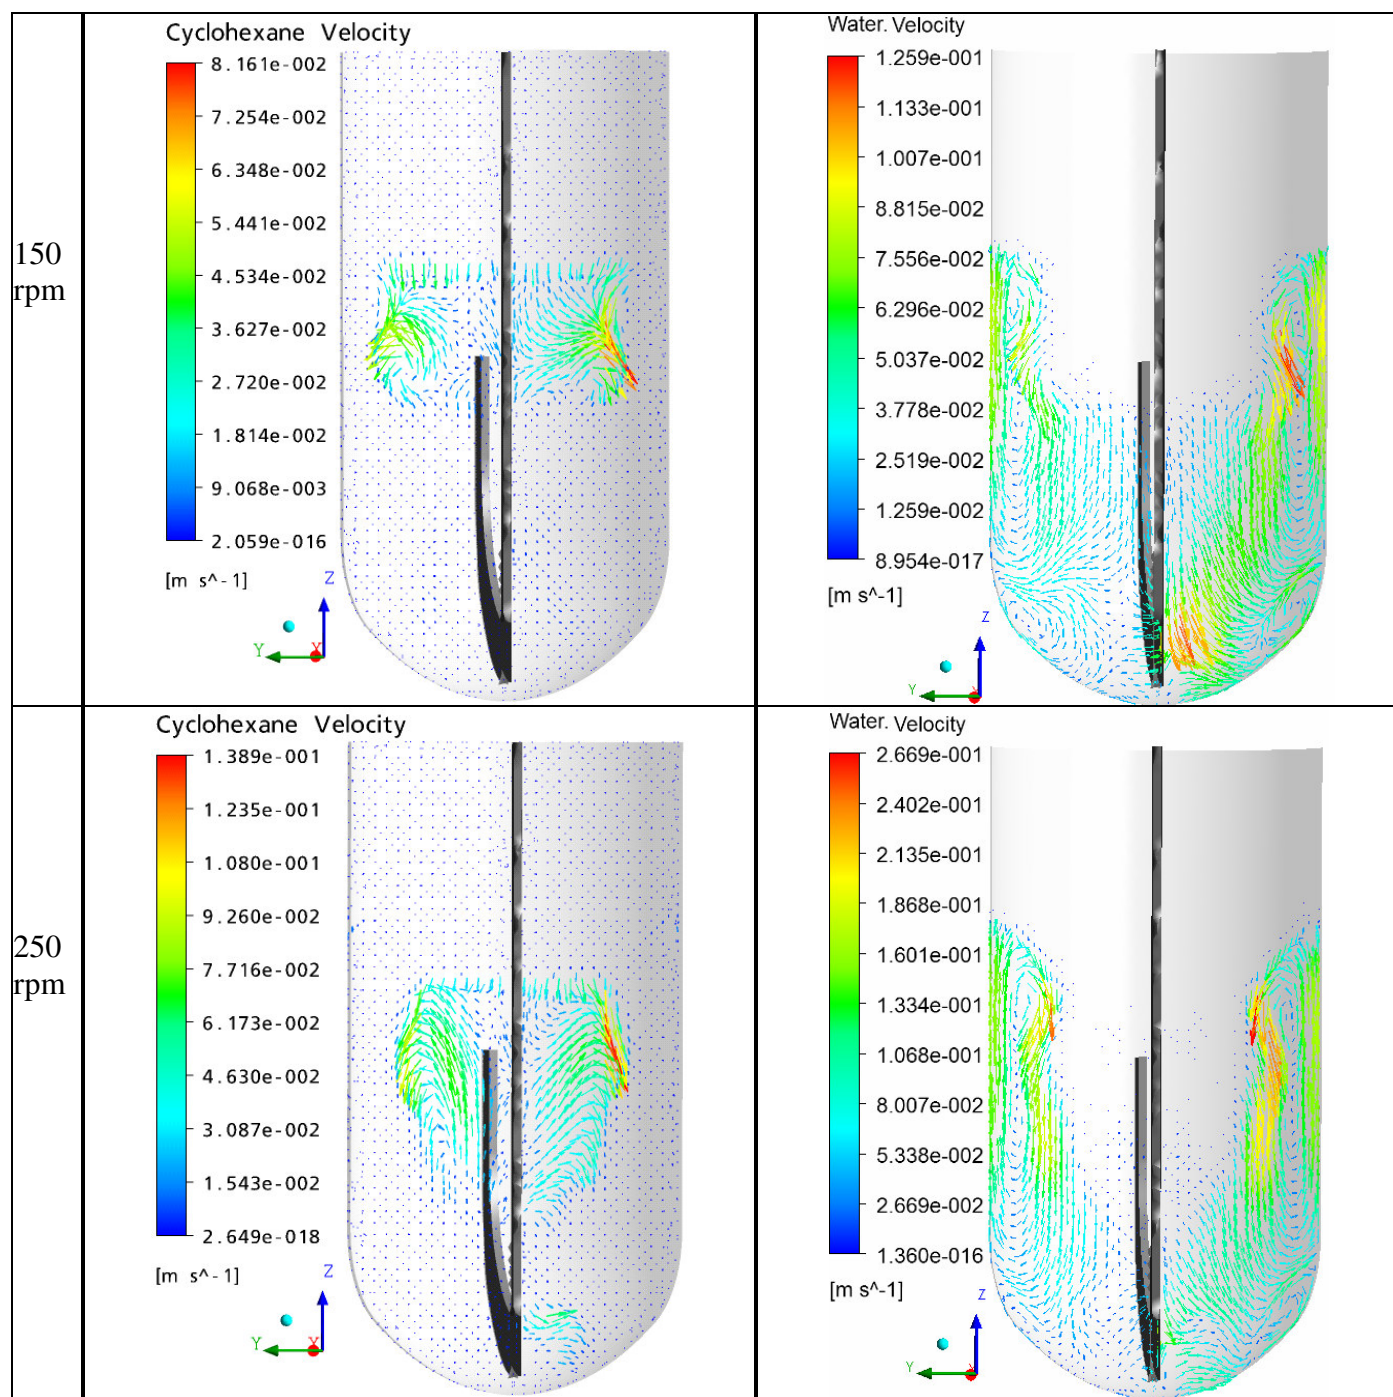 150
rpm
Cyclohexane Velocity
8.161e-002
7.254e-002
6.348e-002
5.441e-002
4.534e-002
3.627e-002
2.720e-002
1.814e-002
9.068e-003
2.059e-016
[m s^-1]
Z
Y
X
Water. Velocity
1.259e-001
1.133e-001
1.007e-001
8.815e-002
7.556e-002
6.296e-002
5.037e-002
3.778e-002
2.519e-002
1.259e-002
8.954e-017
[m s^-1]
Z
Y
X
250
rpm
Cyclohexane Velocity
1.389e-001
1.235e-001
1.080e-001
9.260e-002
7.716e-002
6.173e-002
4.630e-002
3.087e-002
1.543e-002
2.649e-018
[m s^-1]
Z
Y
X
Water. Velocity
2.669e-001
2.402e-001
2.135e-001
1.868e-001
1.601e-001
1.334e-001
1.068e-001
8.007e-002
5.338e-002
2.669e-002
1.360e-016
[m s^-1]
Z
Y
X